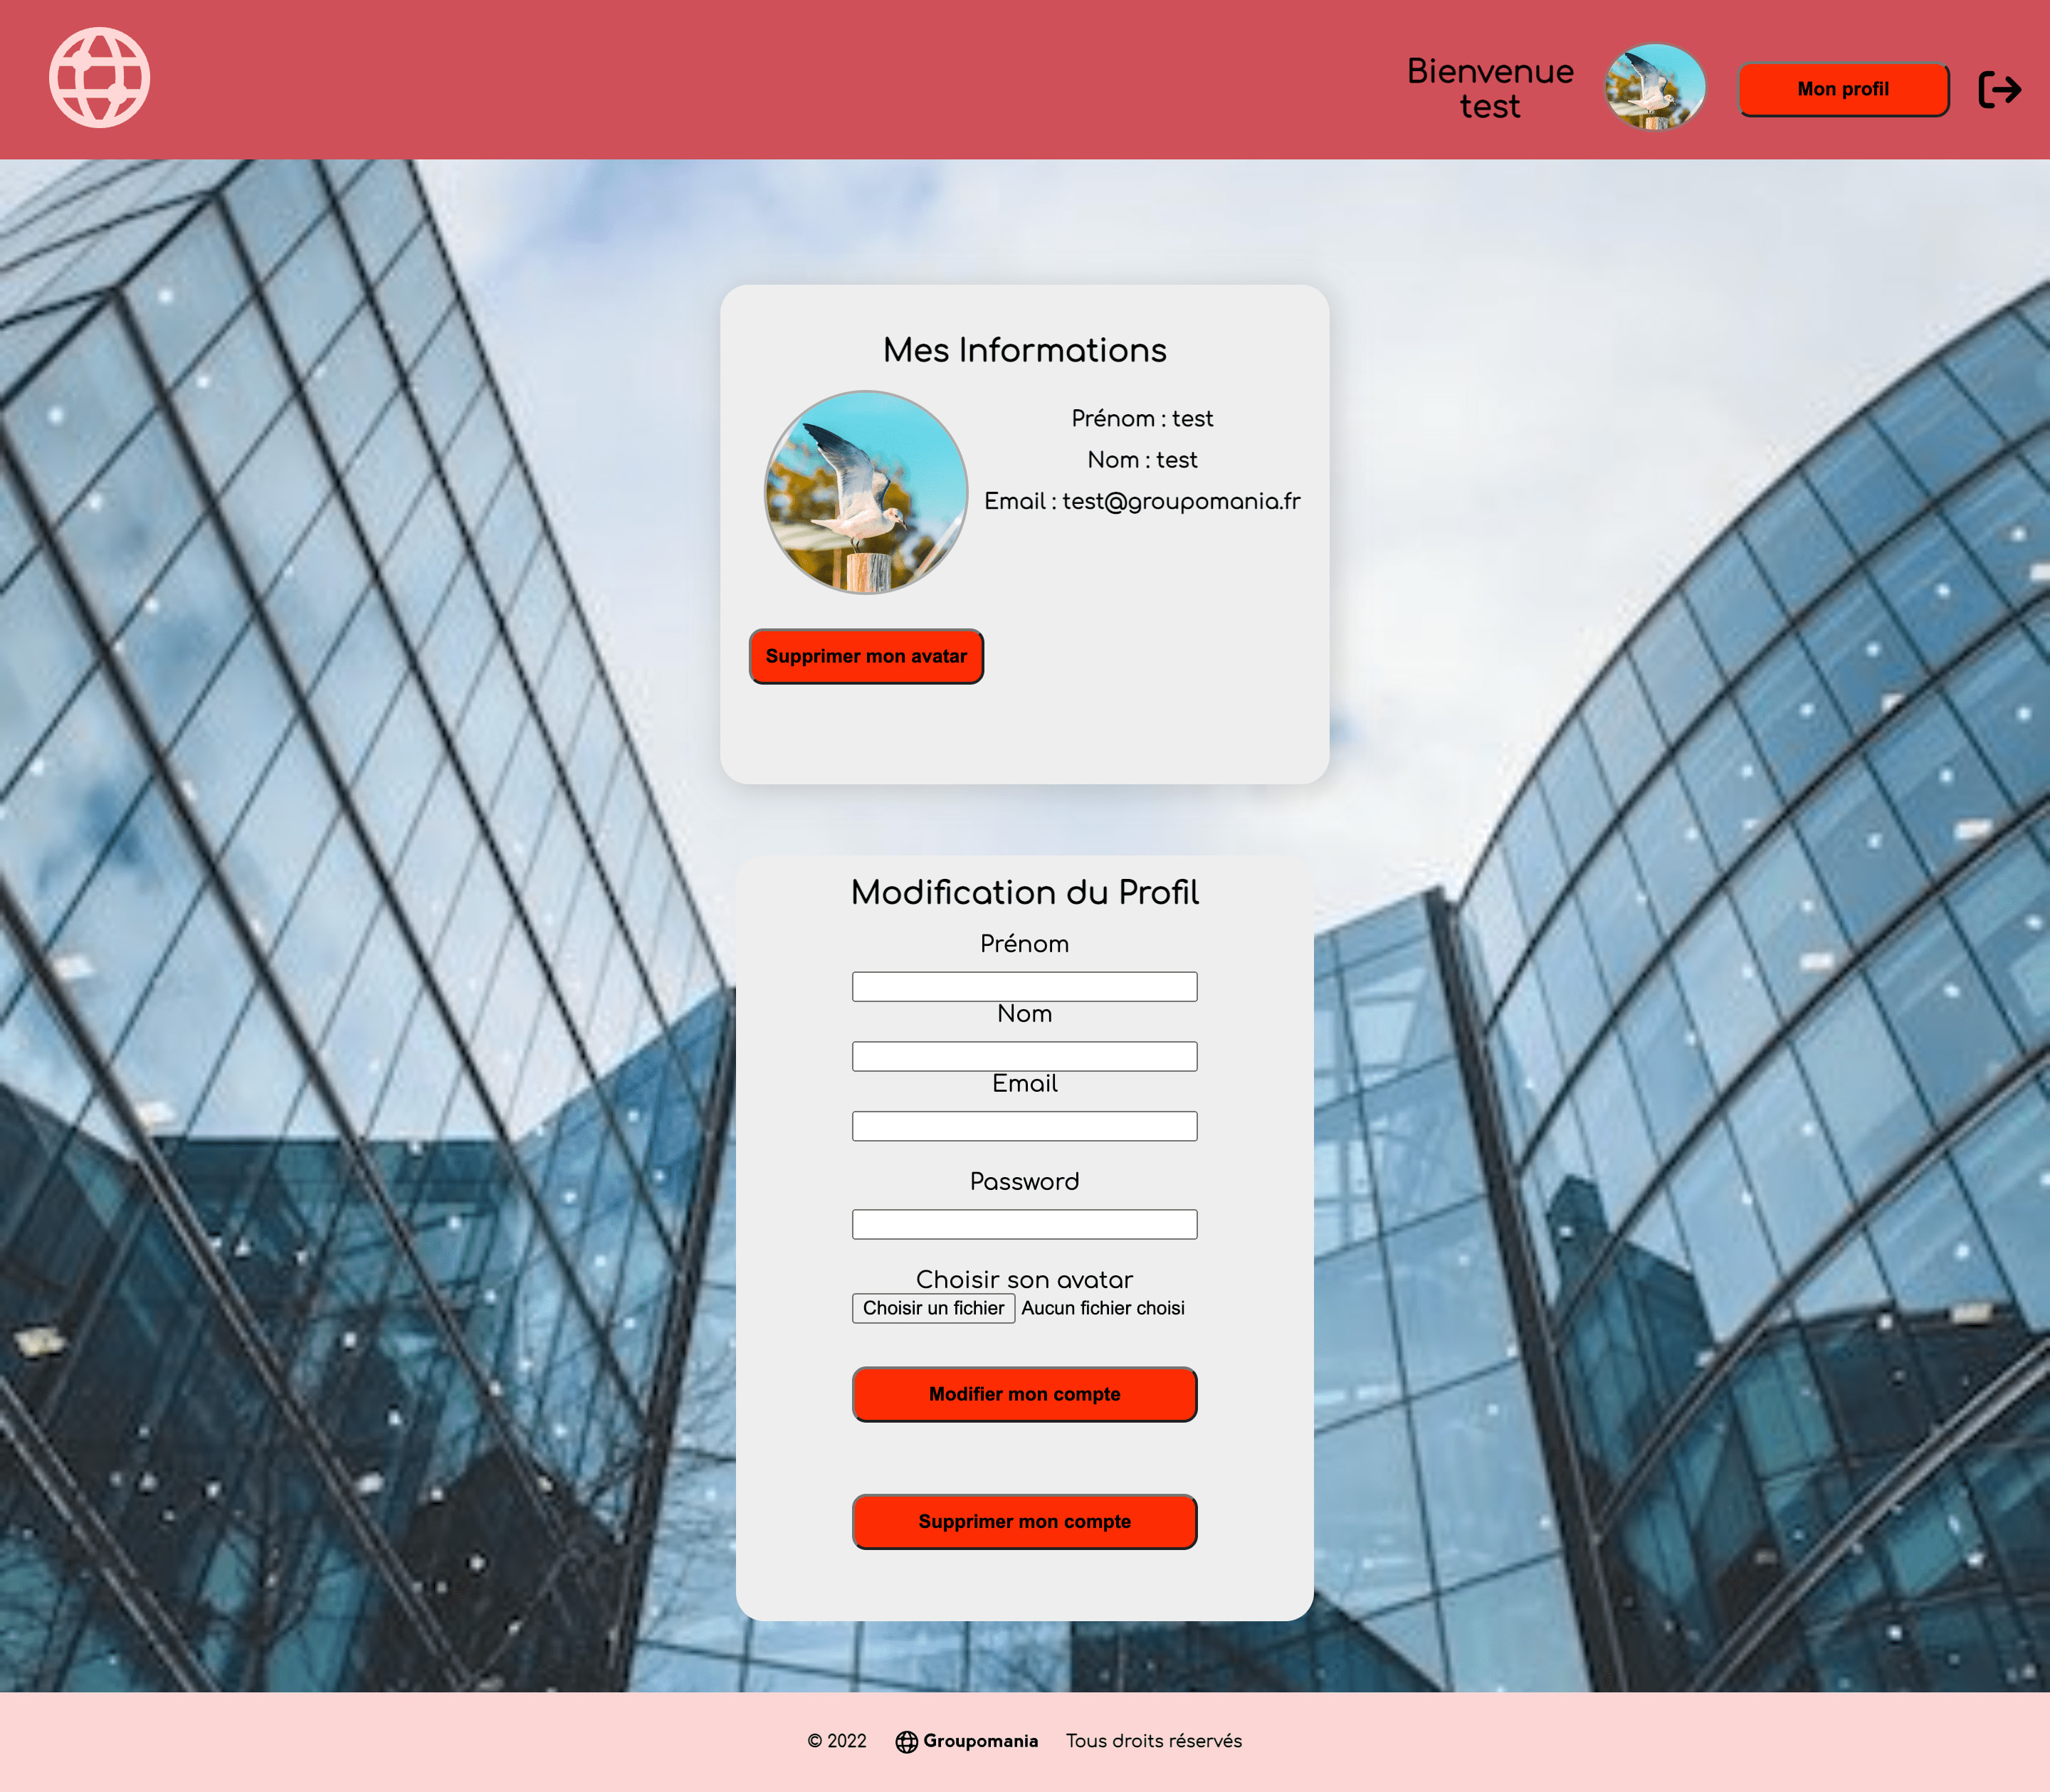 Bienvenue
test
Mon profil
Mes Informations
Prénom : test
Nom : test
Email : test@groupomania.fr
Supprimer mon avatar
Modification du Profil
Prénom
Nom
Email
Password
Choisir son avatar
Choisir un fichier Aucun fichier choisi
Modifier mon compte
Supprimer mon compte
© 2022 Groupomania Tous droits réservés